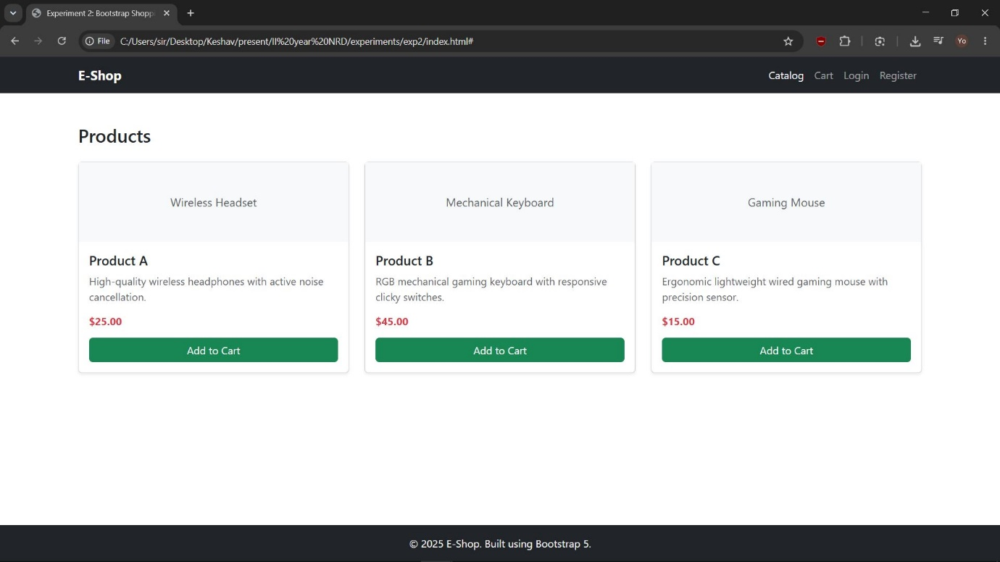 Experiment 2: Bootstrap Shopp
File C:/Users/sir/Desktop/Keshav/present/II%20year%20NRD/experiments/exp2/index.html#
Yo
E-Shop
Catalog Cart Login Register
Products
Wireless Headset
Product A
High-quality wireless headphones with active noise
cancellation.
$25.00
Add to Cart
Mechanical Keyboard
Product B
RGB mechanical gaming keyboard with responsive
clicky switches.
$45.00
Add to Cart
Gaming Mouse
Product C
Ergonomic lightweight wired gaming mouse with
precision sensor.
$15.00
Add to Cart
© 2025 E-Shop. Built using Bootstrap 5.